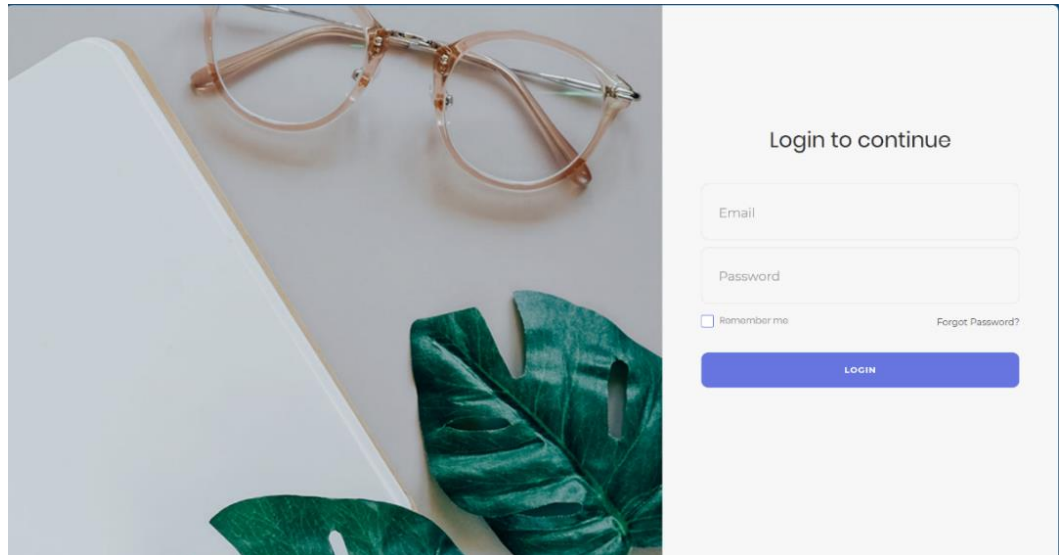 Login to continue
Email
Password
Remember me
Forgot Password?
LOGIN